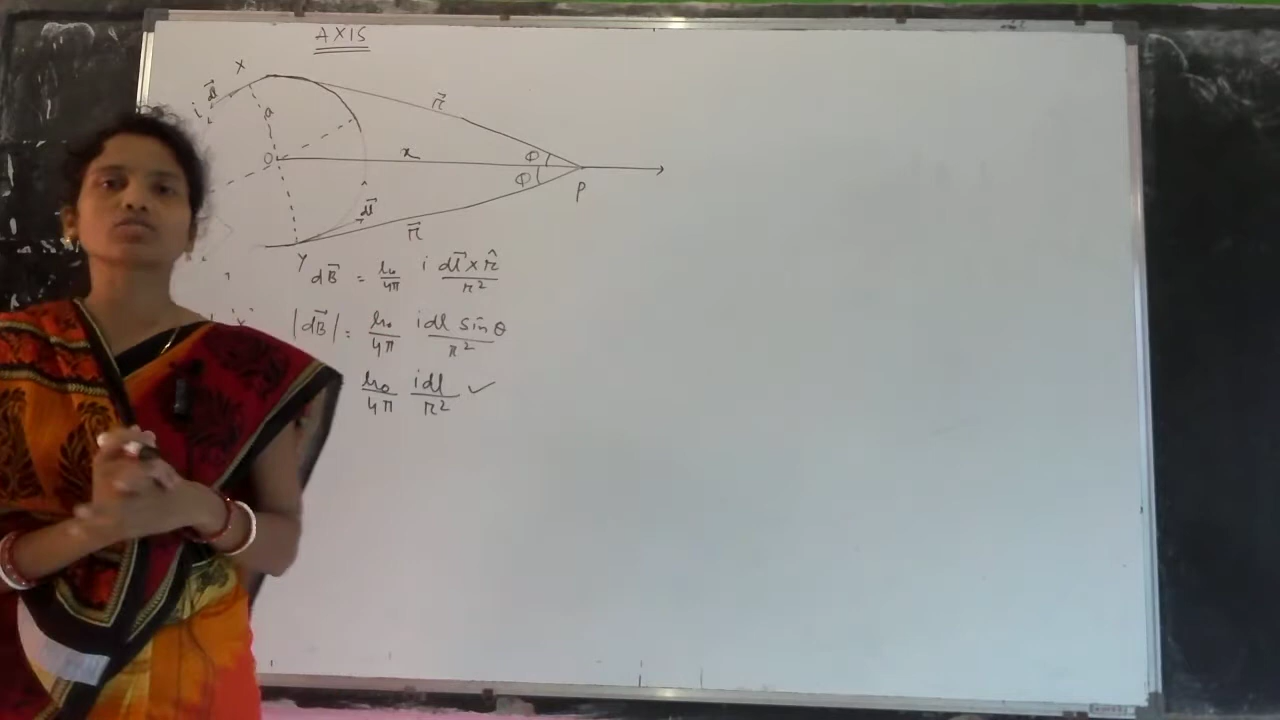 AXIS
X
i d𝑙⃗
a
r⃗
O
x
Φ
Φ
P
d𝑙⃗
r⃗
Y
dB⃗ = μ₀/4π i d𝑙⃗ × r̂/r²
|dB⃗| = μ₀/4π id𝑙 sinθ/r²
μ₀/4π id𝑙/r² ✓